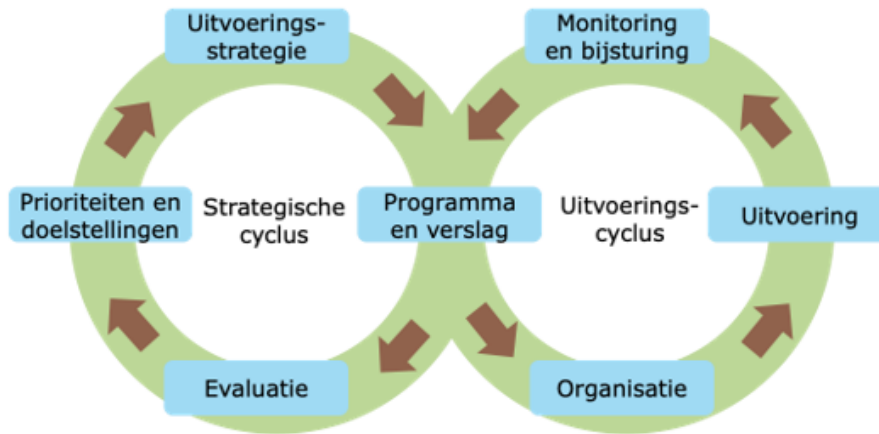 Uitvoerings-
strategie
Monitoring
en bijsturing
Prioriteiten en
doelstellingen
Strategische
cyclus
Programma
en verslag
Uitvoerings-
cyclus
Uitvoering
Evaluatie
Organisatie